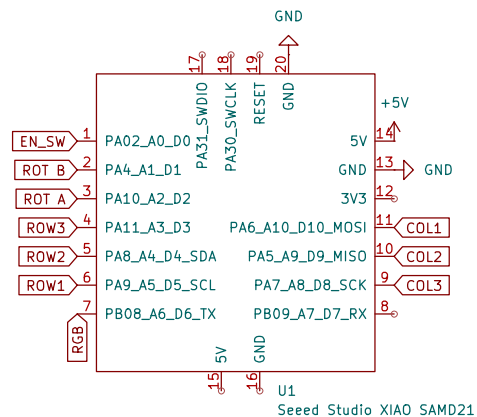 GND
17 18 19 20
PA31_SWDIO PA30_SWCLK RESET GND
+5V
EN_SW 1 PA02_A0_D0 5V 14
ROT B 2 PA4_A1_D1 GND 13 GND
ROT A 3 PA10_A2_D2 3V3 12
ROW3 4 PA11_A3_D3 PA6_A10_D10_MOSI 11 COL1
ROW2 5 PA8_A4_D4_SDA PA5_A9_D9_MISO 10 COL2
ROW1 6 PA9_A5_D5_SCL PA7_A8_D8_SCK 9 COL3
RGB 7 PB08_A6_D6_TX PB09_A7_D7_RX 8
5V GND
15 16
U1
Seeed Studio XIAO SAMD21